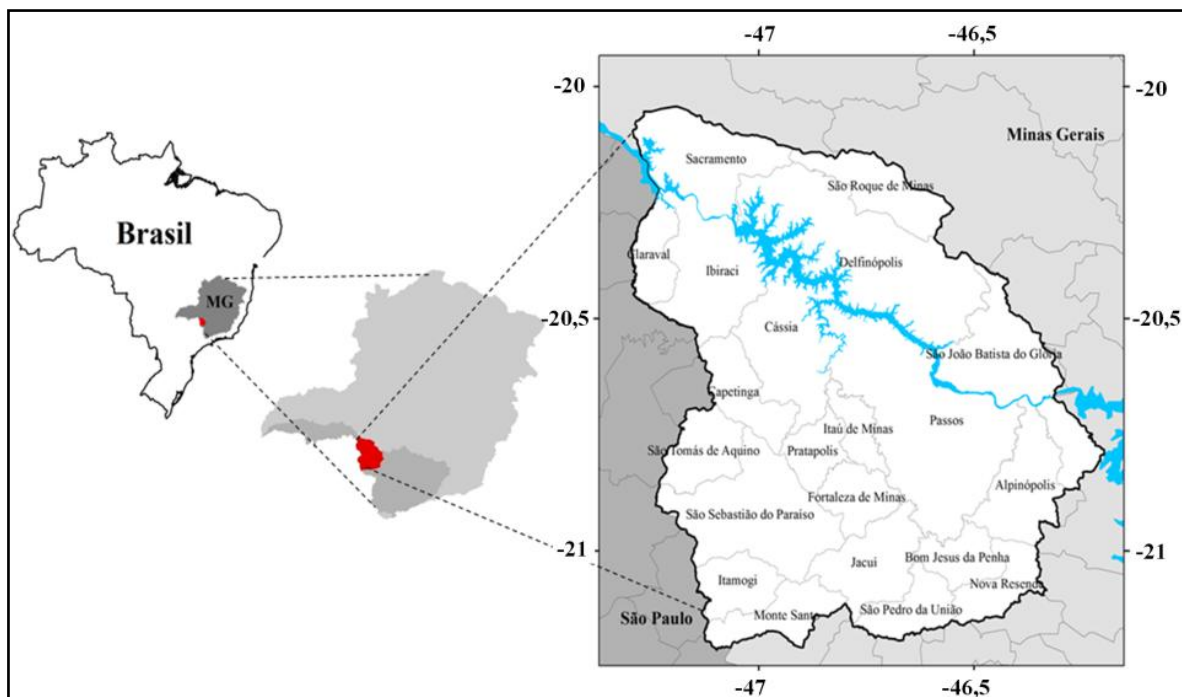 Brasil
MG
-47
-46,5
-20
-20
Minas Gerais
Sacramento
São Roque de Minas
Claraval
Ibiraci
Delfinópolis
-20,5
-20,5
Cássia
São João Batista do Glória
Capetinga
Passos
Itaú de Minas
São Tomás de Aquino
Pratapolis
Alpinópolis
Fortaleza de Minas
São Sebastião do Paraíso
-21
-21
Jacui
Bom Jesus da Penha
Itamogi
Nova Resende
São Paulo
Monte Sant
São Pedro da União
-47
-46,5